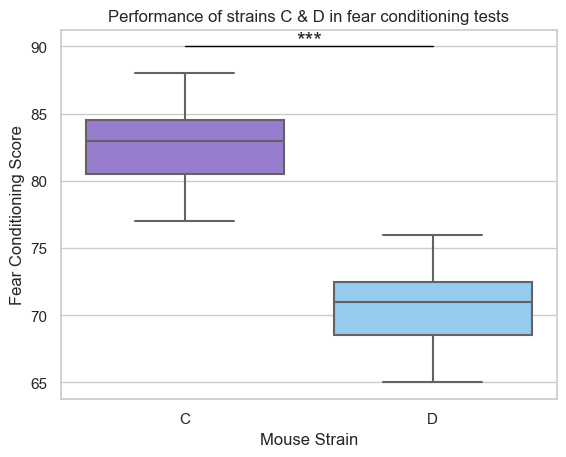 Performance of strains C & D in fear conditioning tests
***
90
85
80
75
70
65
Fear Conditioning Score
C D
Mouse Strain